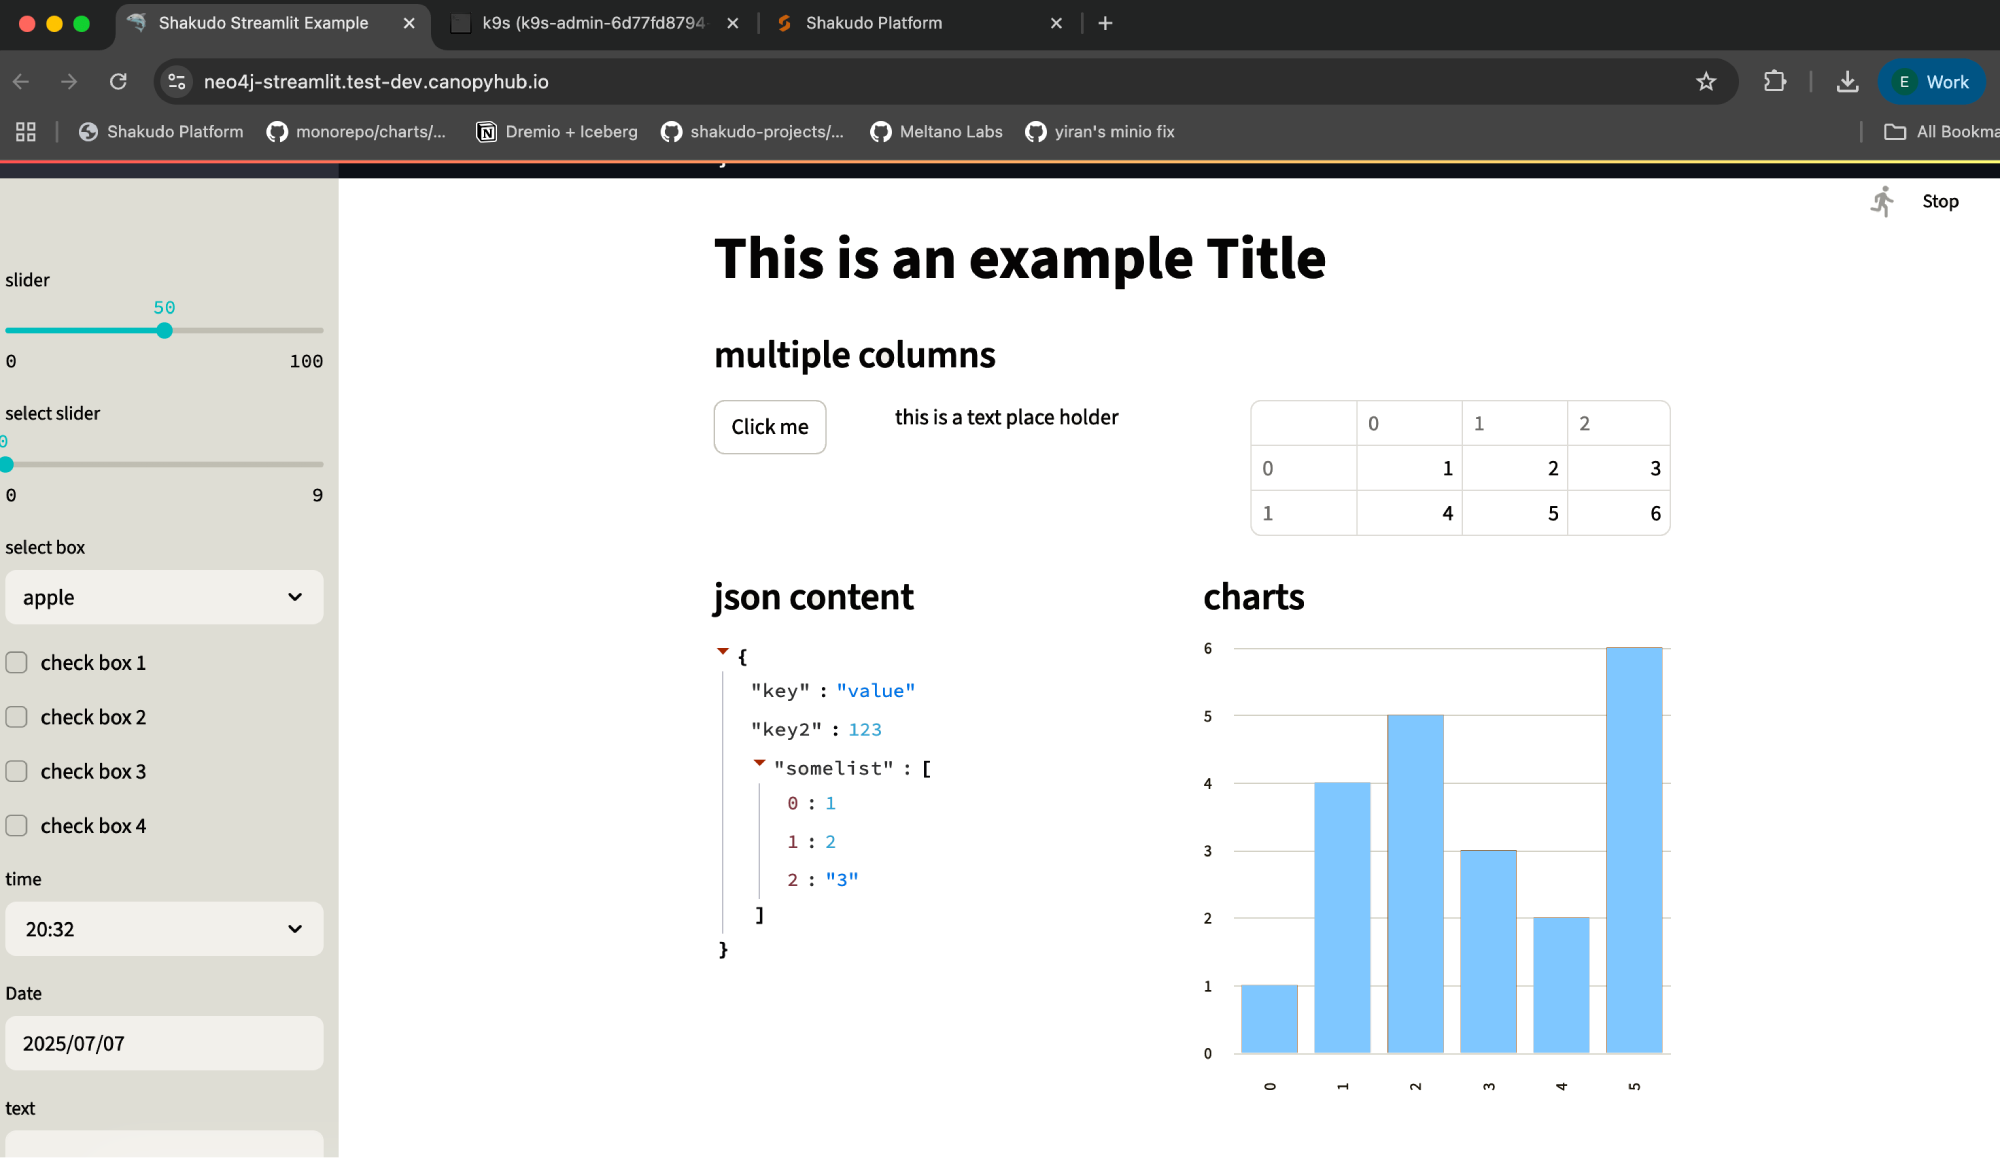 Shakudo Streamlit Example
k9s (k9s-admin-6d77fd8794-
Shakudo Platform
neo4j-streamlit.test-dev.canopyhub.io
E Work
Shakudo Platform
monorepo/charts/...
Dremio + Iceberg
shakudo-projects/...
Meltano Labs
yiran's minio fix
All Bookma
Stop
slider
50
0 100
select slider
0
0 9
select box
apple
check box 1
check box 2
check box 3
check box 4
time
20:32
Date
2025/07/07
text
This is an example Title
multiple columns
Click me
this is a text place holder
0 1 2
0 1 2 3
1 4 5 6
json content
{
"key" : "value"
"key2" : 123
"somelist" : [
0 : 1
1 : 2
2 : "3"
]
}
charts
6
5
4
3
2
1
0
0 1 2 3 4 5